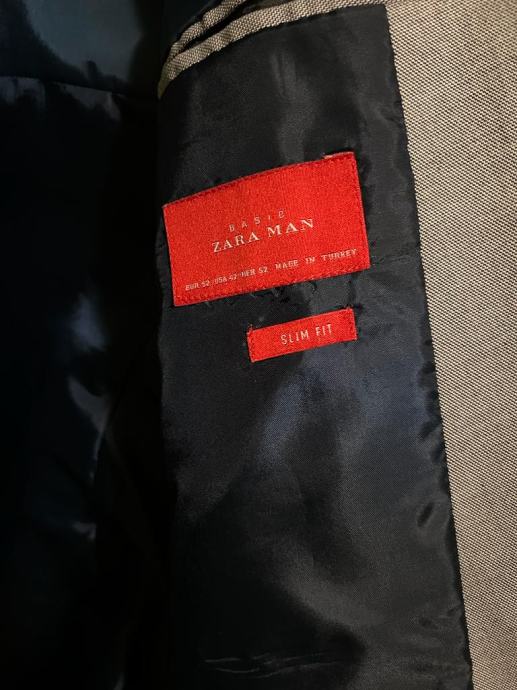 BASIC
ZARA MAN
EUR 52 /USA 42 /MEX 52 MADE IN TURKEY
SLIM FIT